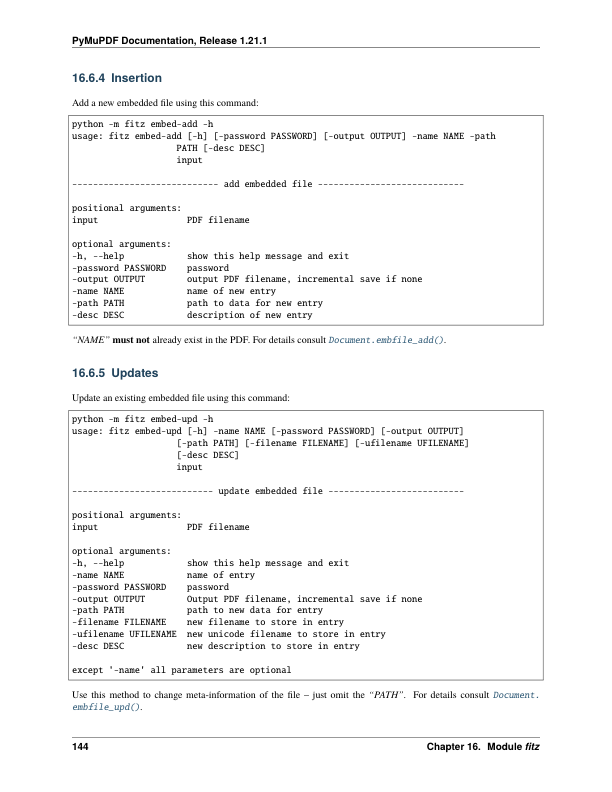 PyMuPDF Documentation, Release 1.21.1
16.6.4 Insertion
Add a new embedded file using this command:
python -m fitz embed-add -h
usage: fitz embed-add [-h] [-password PASSWORD] [-output OUTPUT] -name NAME -path
                    PATH [-desc DESC]
                    input

---------------------------- add embedded file ----------------------------

positional arguments:
input                 PDF filename

optional arguments:
-h, --help            show this help message and exit
-password PASSWORD    password
-output OUTPUT        output PDF filename, incremental save if none
-name NAME            name of new entry
-path PATH            path to data for new entry
-desc DESC            description of new entry
“NAME” must not already exist in the PDF. For details consult Document.embfile_add().
16.6.5 Updates
Update an existing embedded file using this command:
python -m fitz embed-upd -h
usage: fitz embed-upd [-h] -name NAME [-password PASSWORD] [-output OUTPUT]
                    [-path PATH] [-filename FILENAME] [-ufilename UFILENAME]
                    [-desc DESC]
                    input

--------------------------- update embedded file --------------------------

positional arguments:
input                 PDF filename

optional arguments:
-h, --help            show this help message and exit
-name NAME            name of entry
-password PASSWORD    password
-output OUTPUT        Output PDF filename, incremental save if none
-path PATH            path to new data for entry
-filename FILENAME    new filename to store in entry
-ufilename UFILENAME  new unicode filename to store in entry
-desc DESC            new description to store in entry

except '-name' all parameters are optional
Use this method to change meta-information of the file – just omit the “PATH”. For details consult Document.
embfile_upd().
144 Chapter 16. Module fitz